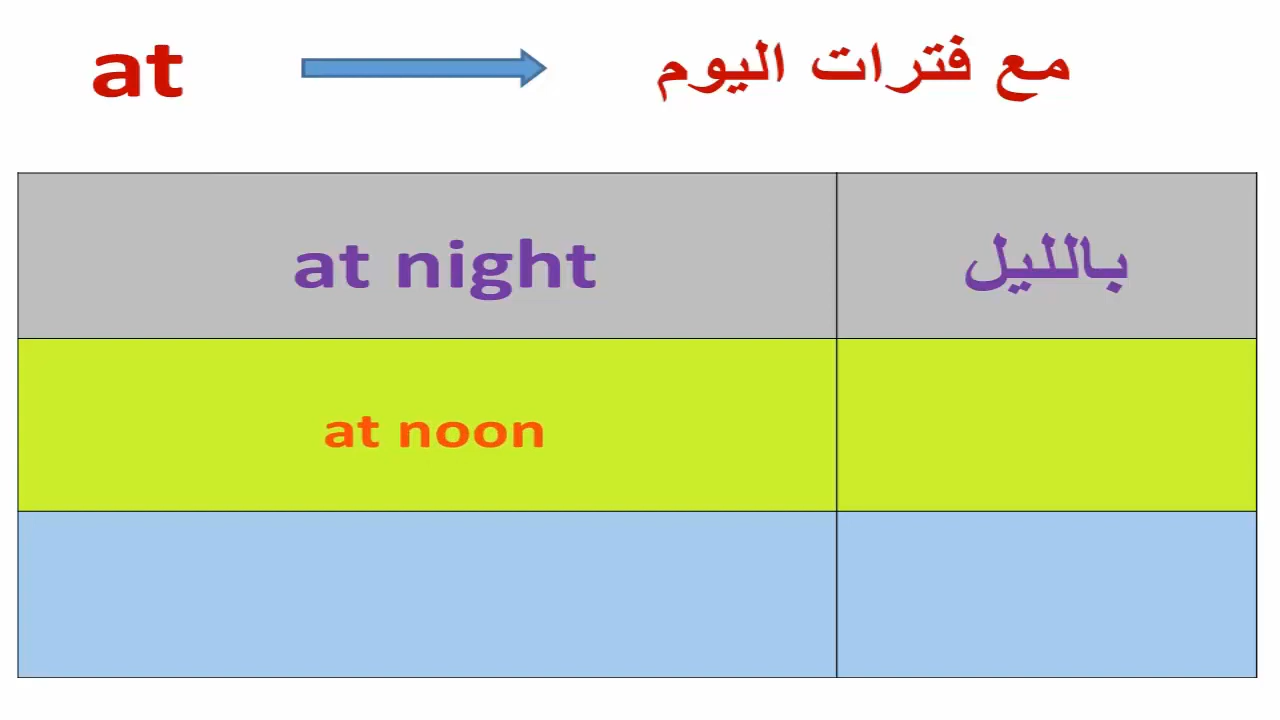 at
مع فترات اليوم
at night
بالليل
at noon